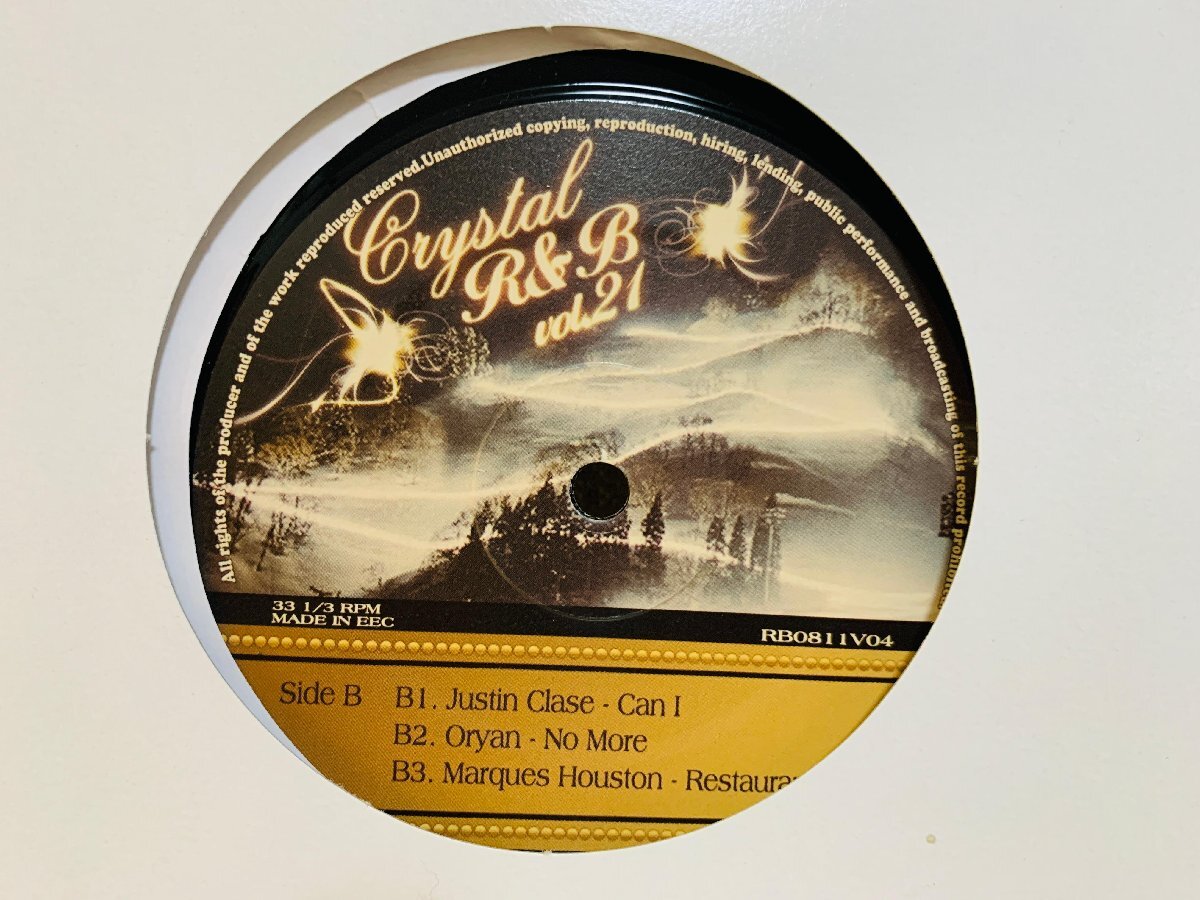 All rights of the producer and of the work reproduced reserved.Unauthorized copying, reproduction, hiring, lending, public performance and broadcasting of this record
Crystal
R&B
vol.21
33 1/3 RPM
MADE IN EEC
RB0811V04
Side B B1. Justin Clase - Can I
B2. Oryan - No More
B3. Marques Houston -